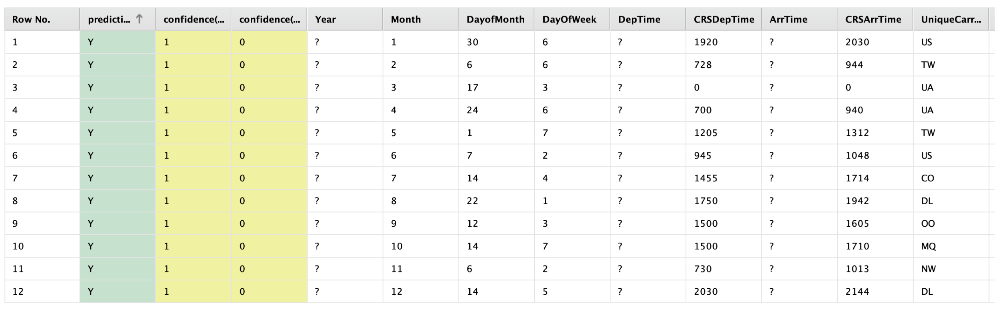 Row No. predicti... ↑ confidence(... confidence(... Year Month DayofMonth DayOfWeek DepTime CRSDepTime ArrTime CRSArrTime UniqueCarr...
1 Y 1 0 ? 1 30 6 ? 1920 ? 2030 US
2 Y 1 0 ? 2 6 6 ? 728 ? 944 TW
3 Y 1 0 ? 3 17 3 ? 0 ? 0 UA
4 Y 1 0 ? 4 24 6 ? 700 ? 940 UA
5 Y 1 0 ? 5 1 7 ? 1205 ? 1312 TW
6 Y 1 0 ? 6 7 2 ? 945 ? 1048 US
7 Y 1 0 ? 7 14 4 ? 1455 ? 1714 CO
8 Y 1 0 ? 8 22 1 ? 1750 ? 1942 DL
9 Y 1 0 ? 9 12 3 ? 1500 ? 1605 OO
10 Y 1 0 ? 10 14 7 ? 1500 ? 1710 MQ
11 Y 1 0 ? 11 6 2 ? 730 ? 1013 NW
12 Y 1 0 ? 12 14 5 ? 2030 ? 2144 DL